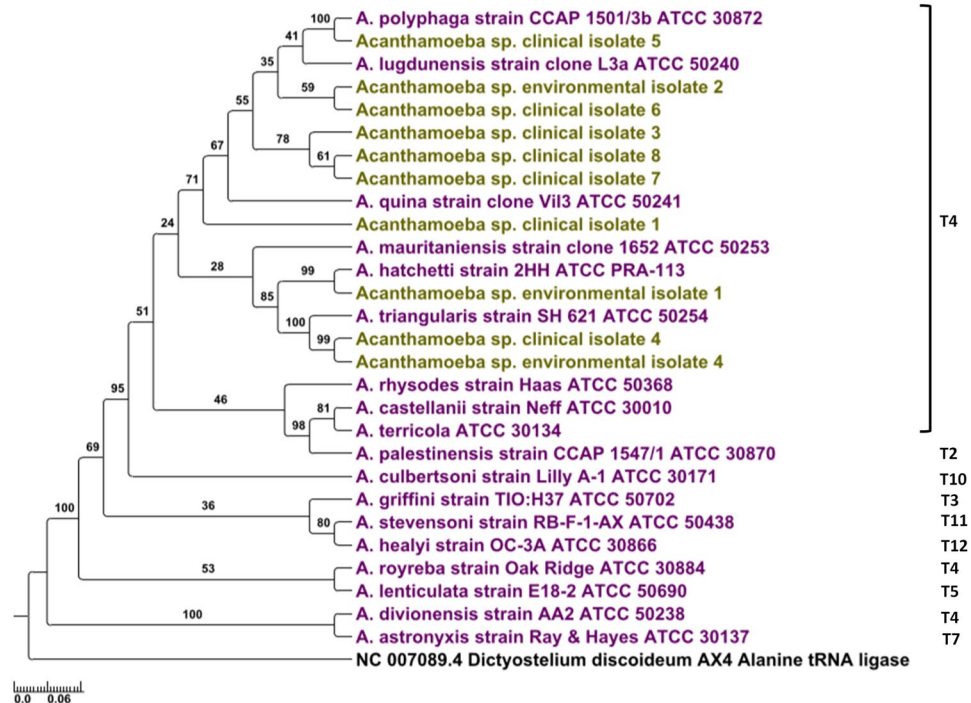 100
A. polyphaga strain CCAP 1501/3b ATCC 30872
41
Acanthamoeba sp. clinical isolate 5
35
A. lugdunensis strain clone L3a ATCC 50240
59
Acanthamoeba sp. environmental isolate 2
55
Acanthamoeba sp. clinical isolate 6
78
Acanthamoeba sp. clinical isolate 3
67
61
Acanthamoeba sp. clinical isolate 8
Acanthamoeba sp. clinical isolate 7
71
A. quina strain clone Vil3 ATCC 50241
24
Acanthamoeba sp. clinical isolate 1
T4
28
A. mauritaniensis strain clone 1652 ATCC 50253
99
A. hatchetti strain 2HH ATCC PRA-113
85
Acanthamoeba sp. environmental isolate 1
51
100
A. triangularis strain SH 621 ATCC 50254
99
Acanthamoeba sp. clinical isolate 4
Acanthamoeba sp. environmental isolate 4
95
46
A. rhysodes strain Haas ATCC 50368
81
A. castellanii strain Neff ATCC 30010
98
A. terricola ATCC 30134
69
A. palestinensis strain CCAP 1547/1 ATCC 30870 T2
A. culbertsoni strain Lilly A-1 ATCC 30171 T10
36
A. griffini strain TIO:H37 ATCC 50702 T3
100
80
A. stevensoni strain RB-F-1-AX ATCC 50438 T11
A. healyi strain OC-3A ATCC 30866 T12
53
A. royreba strain Oak Ridge ATCC 30884 T4
A. lenticulata strain E18-2 ATCC 50690 T5
100
A. divionensis strain AA2 ATCC 50238 T4
A. astronyxis strain Ray & Hayes ATCC 30137 T7
NC 007089.4 Dictyostelium discoideum AX4 Alanine tRNA ligase
0.0 0.06